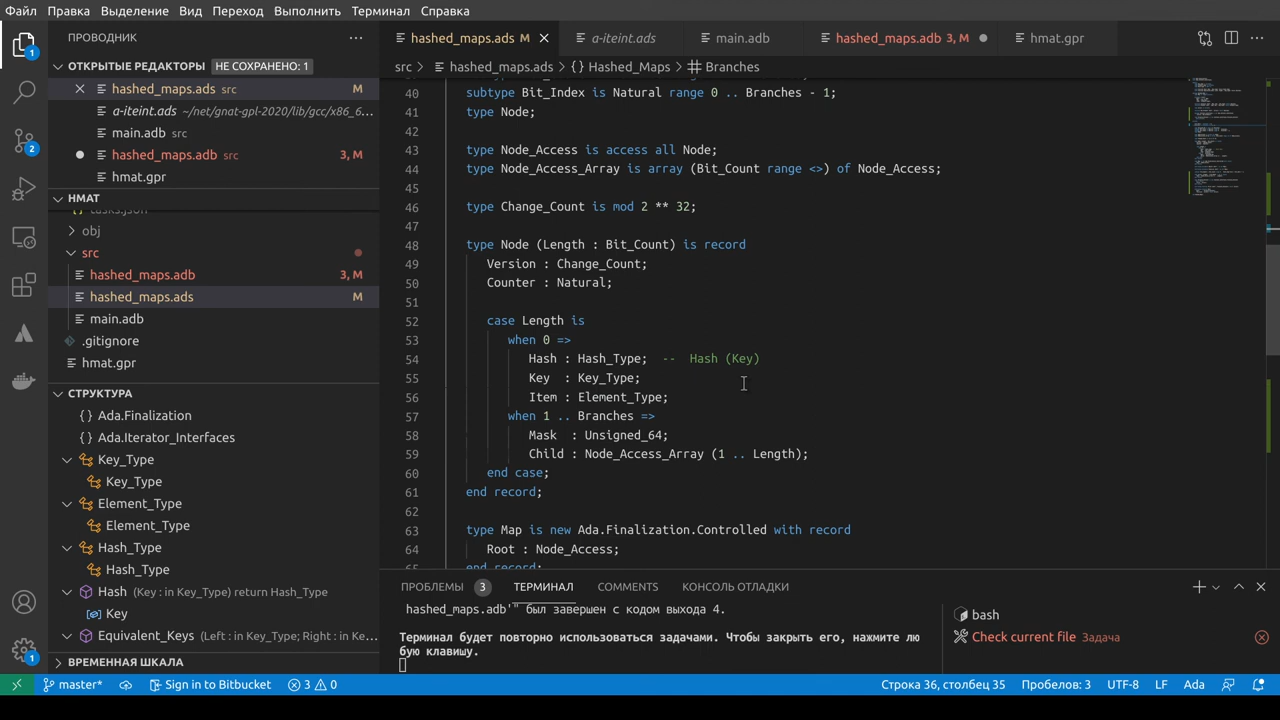 Файл Правка Выделение Вид Переход Выполнить Терминал Справка
ПРОВОДНИК
ОТКРЫТЫЕ РЕДАКТОРЫ НЕ СОХРАНЕНО: 1
hashed_maps.ads src M
a-iteint.ads ~/net/gnat-gpl-2020/lib/gcc/x86_6...
main.adb src
hashed_maps.adb src 3, M
hmat.gpr
HMAT
tasks.json
obj
src
hashed_maps.adb 3, M
hashed_maps.ads M
main.adb
.gitignore
hmat.gpr
СТРУКТУРА
Ada.Finalization
Ada.Iterator_Interfaces
Key_Type
Key_Type
Element_Type
Element_Type
Hash_Type
Hash_Type
Hash (Key : in Key_Type) return Hash_Type
Key
Equivalent_Keys (Left : in Key_Type; Right : in Ke...
ВРЕМЕННАЯ ШКАЛА
hashed_maps.ads M a-iteint.ads main.adb hashed_maps.adb 3, M hmat.gpr
src > hashed_maps.ads > {} Hashed_Maps > Branches
40 subtype Bit_Index is Natural range 0 .. Branches - 1;
41 type Node;
42
43 type Node_Access is access all Node;
44 type Node_Access_Array is array (Bit_Count range <>) of Node_Access;
45
46 type Change_Count is mod 2 ** 32;
47
48 type Node (Length : Bit_Count) is record
49 Version : Change_Count;
50 Counter : Natural;
51
52 case Length is
53 when 0 =>
54 Hash : Hash_Type; -- Hash (Key)
55 Key : Key_Type;
56 Item : Element_Type;
57 when 1 .. Branches =>
58 Mask : Unsigned_64;
59 Child : Node_Access_Array (1 .. Length);
60 end case;
61 end record;
62
63 type Map is new Ada.Finalization.Controlled with record
64 Root : Node_Access;
65 end record;
ПРОБЛЕМЫ 3 ТЕРМИНАЛ COMMENTS КОНСОЛЬ ОТЛАДКИ
hashed_maps.adb'" был завершен с кодом выхода 4.
Терминал будет повторно использоваться задачами. Чтобы закрыть его, нажмите лю
бую клавишу.
bash
Check current file Задача
master* Sign in to Bitbucket 3 0 Строка 36, столбец 35 Пробелов: 3 UTF-8 LF Ada